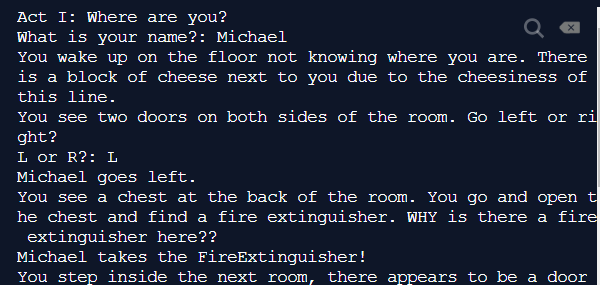 Act I: Where are you?
What is your name?: Michael
You wake up on the floor not knowing where you are. There
is a block of cheese next to you due to the cheesiness of
this line.
You see two doors on both sides of the room. Go left or ri
ght?
L or R?: L
Michael goes left.
You see a chest at the back of the room. You go and open t
he chest and find a fire extinguisher. WHY is there a fire
 extinguisher here??
Michael takes the FireExtinguisher!
You step inside the next room, there appears to be a door